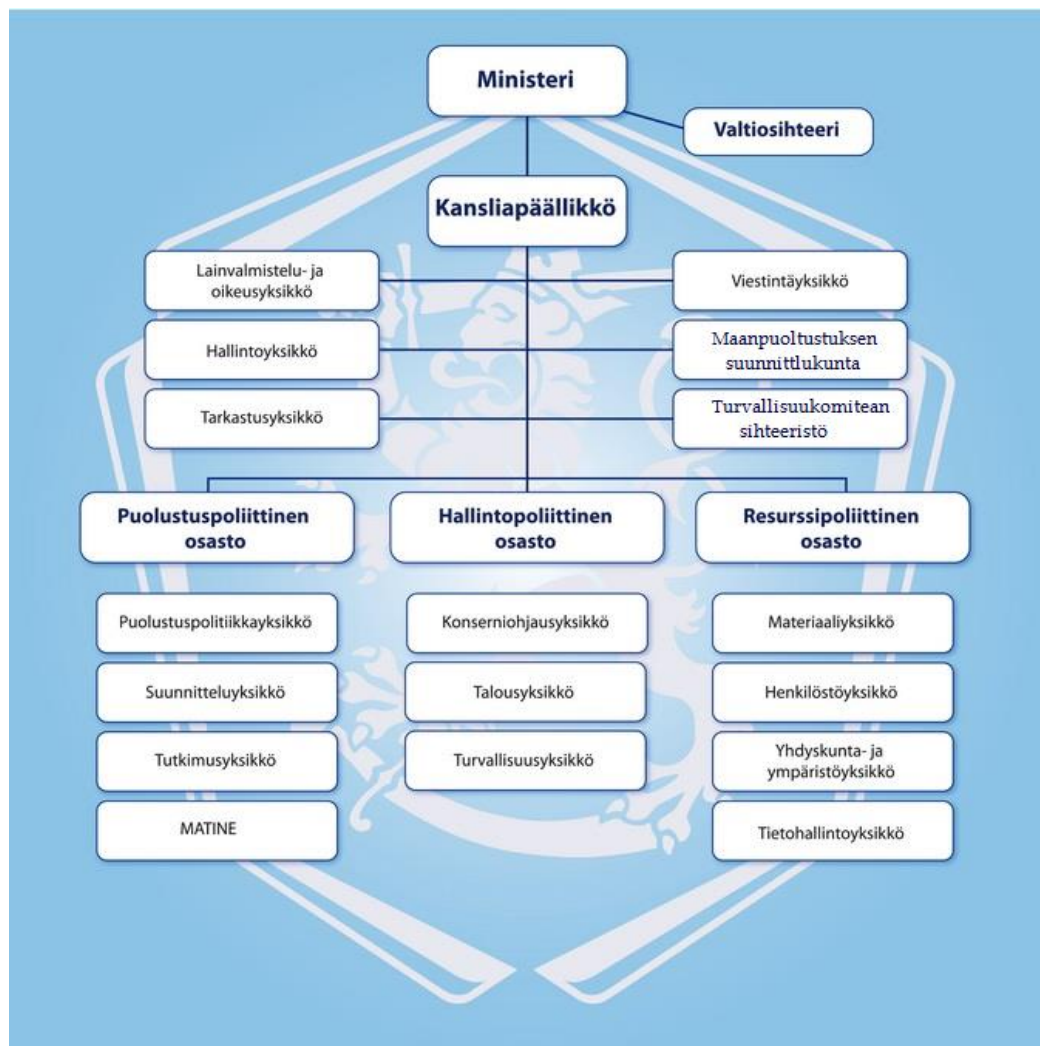 Ministeri
Valtiosihteeri
Kansliapäällikkö
Lainvalmistelu- ja
oikeusyksikkö
Viestintäyksikkö
Hallintoyksikkö
Maanpuoltustuksen
suunnittlukunta
Tarkastusyksikkö
Turvallisuukomitean
sihteeristö
Puolustuspoliittinen
osasto
Hallintopoliittinen
osasto
Resurssipoliittinen
osasto
Puolustuspolitiikkayksikkö
Konserniohjausyksikkö
Materiaaliyksikkö
Suunnitteluyksikkö
Talousyksikkö
Henkilöstöyksikkö
Tutkimusyksikkö
Turvallisuusyksikkö
Yhdyskunta- ja
ympäristöyksikkö
MATINE
Tietohallintoyksikkö